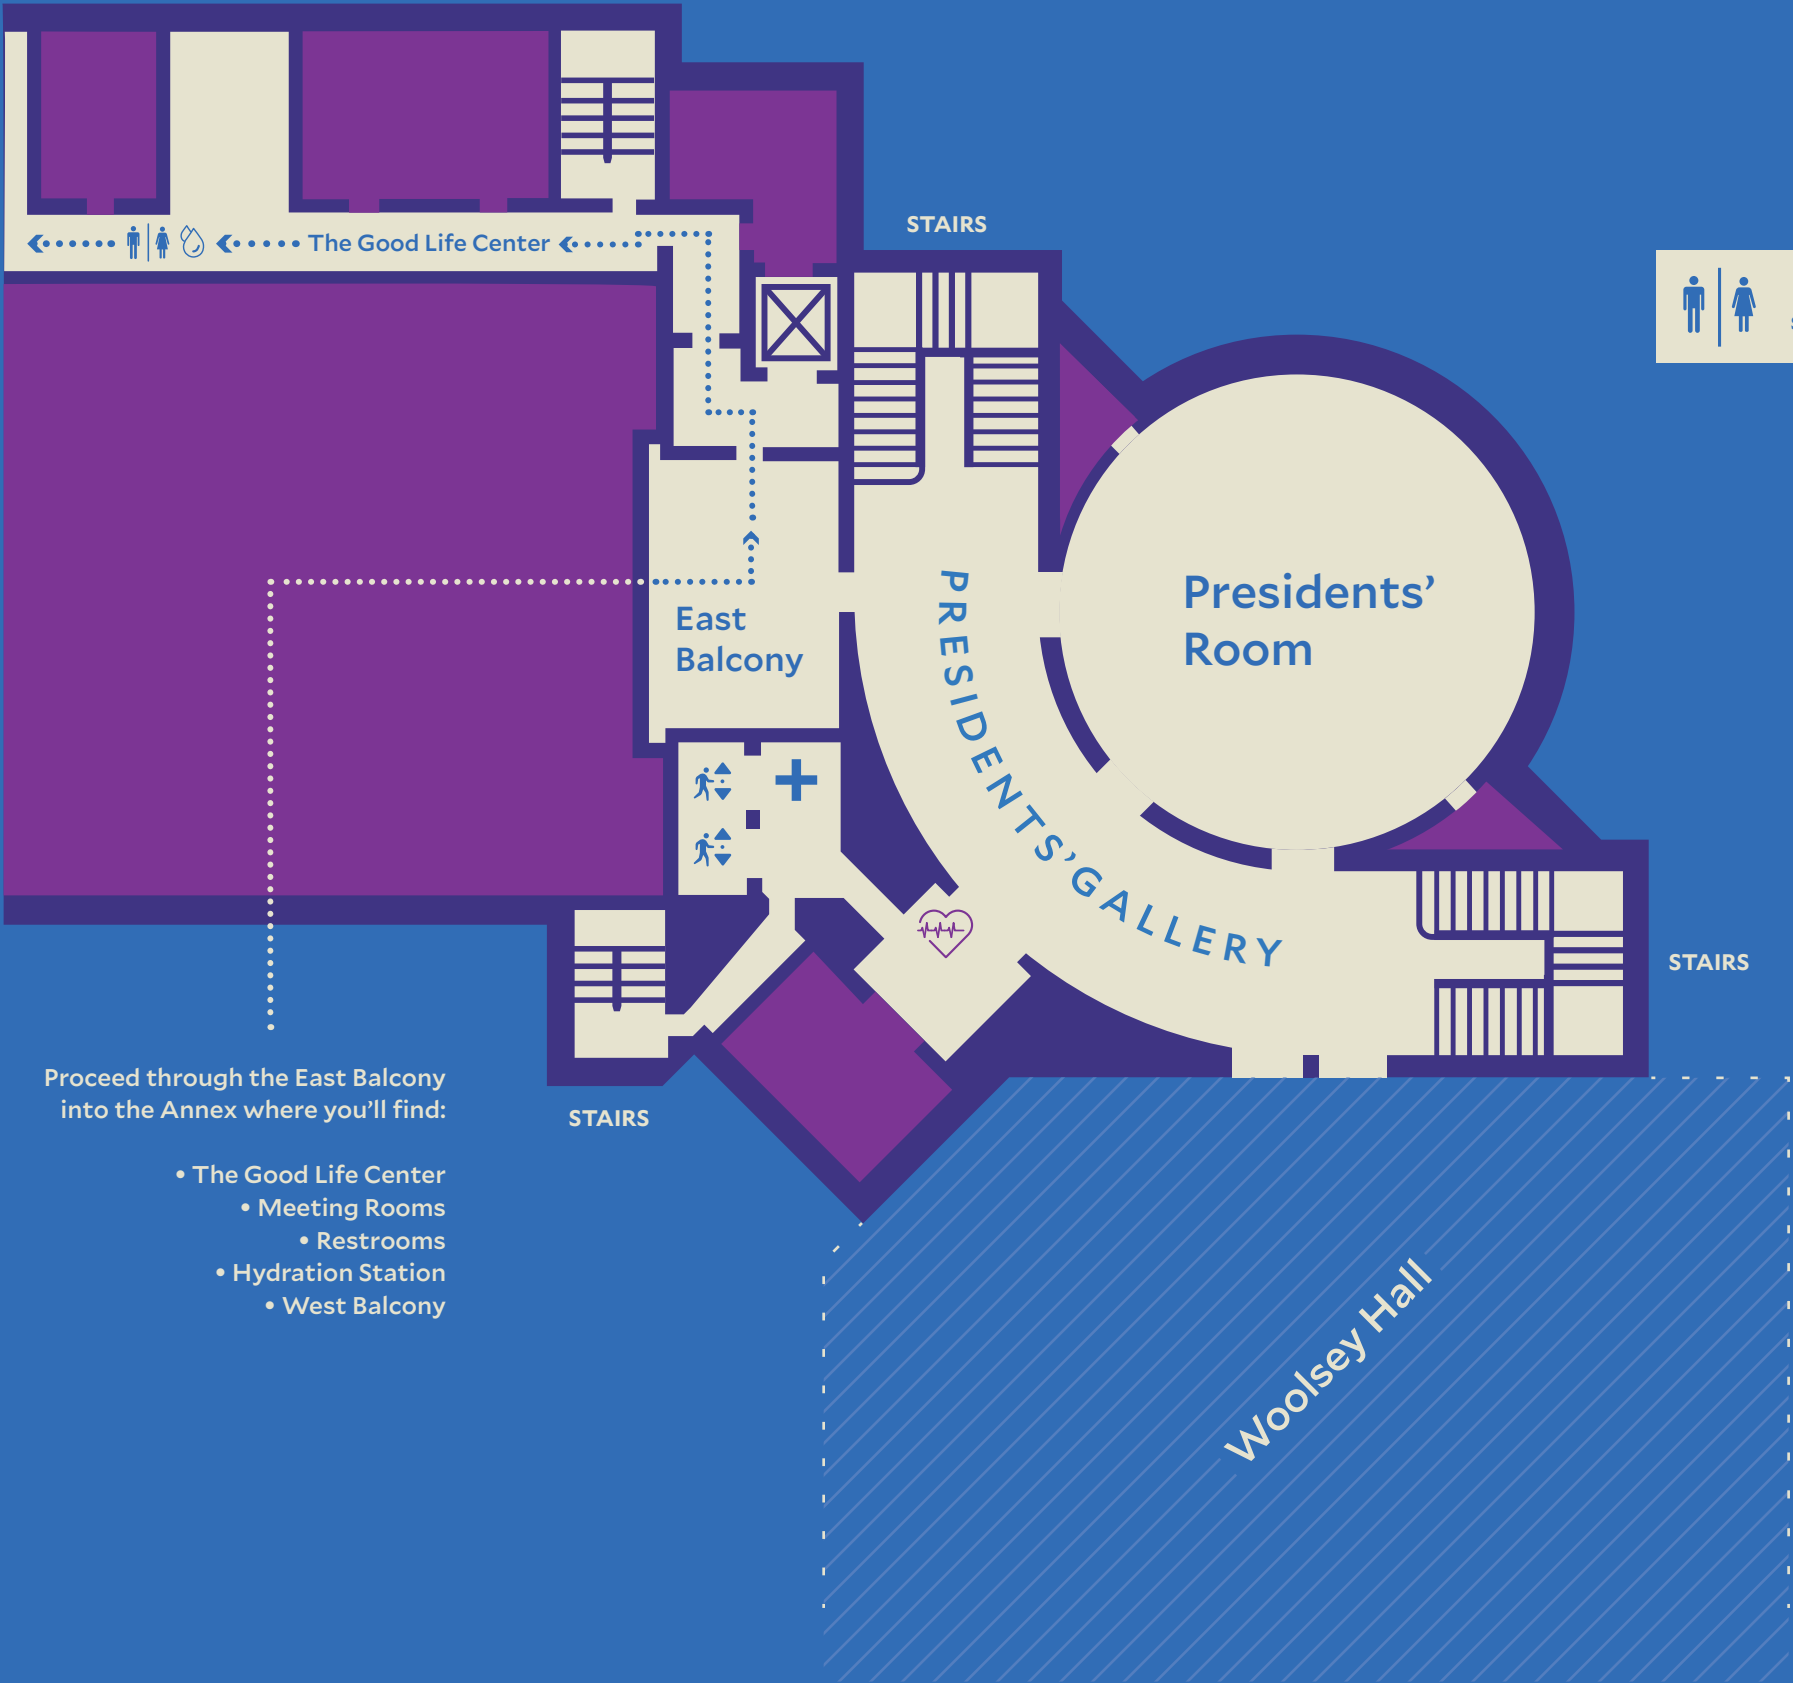 STAIRS
The Good Life Center
Presidents’
Room
PRESIDENTS’ GALLERY
East
Balcony
STAIRS
Proceed through the East Balcony
into the Annex where you’ll find:
• The Good Life Center
• Meeting Rooms
• Restrooms
• Hydration Station
• West Balcony
STAIRS
Woolsey Hall